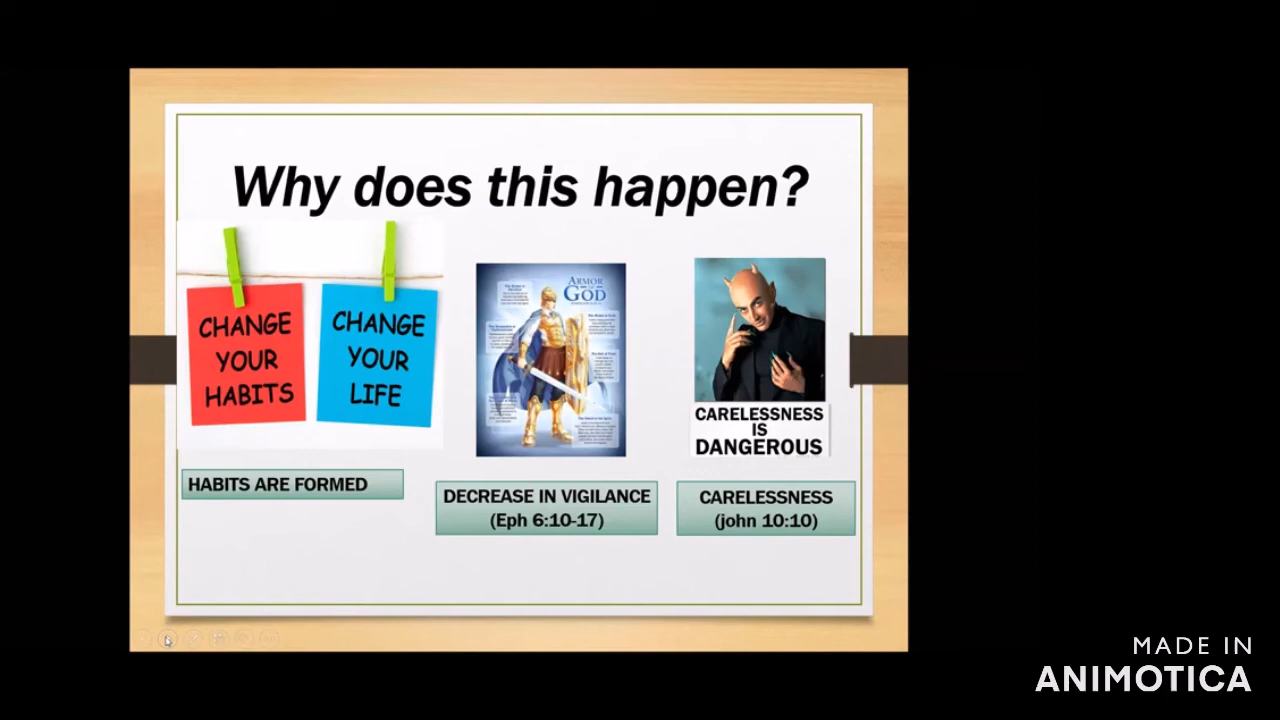 Why does this happen?
CHANGE
YOUR
HABITS
CHANGE
YOUR
LIFE
ARMOR
OF
GOD
CARELESSNESS
IS
DANGEROUS
HABITS ARE FORMED
DECREASE IN VIGILANCE
(Eph 6:10-17)
CARELESSNESS
(john 10:10)
MADE IN
ANIMOTICA